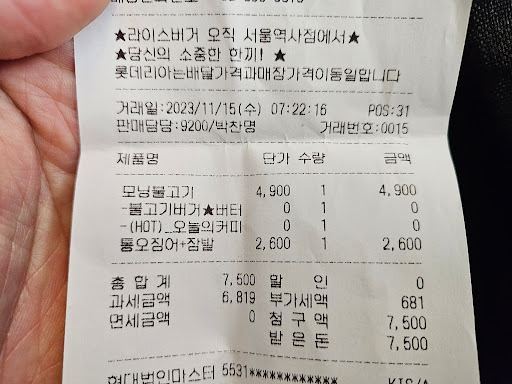 ★라이스버거 오직 서울역사점에서★
★당신의 소중한 한끼! ★
롯데리아는배달가격과매장가격이동일입니다
거래일:2023/11/15(수) 07:22:16 POS:31
판매담당:9200/박찬명 거래번호:0015
제품명 단가 수량 금액
모닝불고기 4,900 1 4,900
-불고기버거★버터 0 1 0
-(HOT)_오늘의커피 0 1 0
통오징어+잠발 2,600 1 2,600
총 합 계 7,500 할 인 0
과세금액 6,819 부가세액 681
면세금액 0 청 구 액 7,500
받 은 돈 7,500
현대법인마스터 5531************